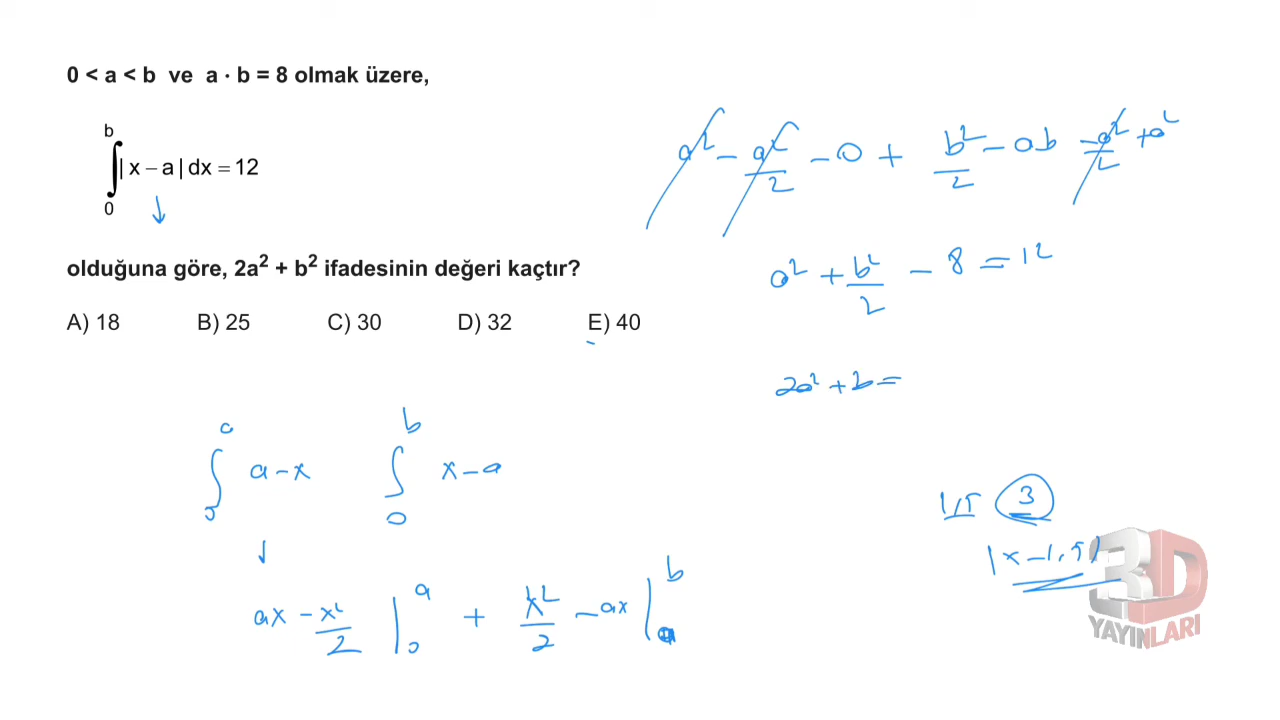 0 < a < b ve a · b = 8 olmak üzere,
b
∫| x – a | dx = 12
0
olduğuna göre, 2a² + b² ifadesinin değeri kaçtır?
A) 18 B) 25 C) 30 D) 32 E) 40
a² – a²/2 – 0 + b²/2 – ab – a²/2 + a²
a² + b²/2 – 8 = 12
2a² + b =
a b
∫ a – x ∫ x – a
0 0
ax – x²/2 |₀ᵃ + x²/2 – ax |ₐᵇ
1,5 3
|x – 1,5|
3D
YAYINLARI